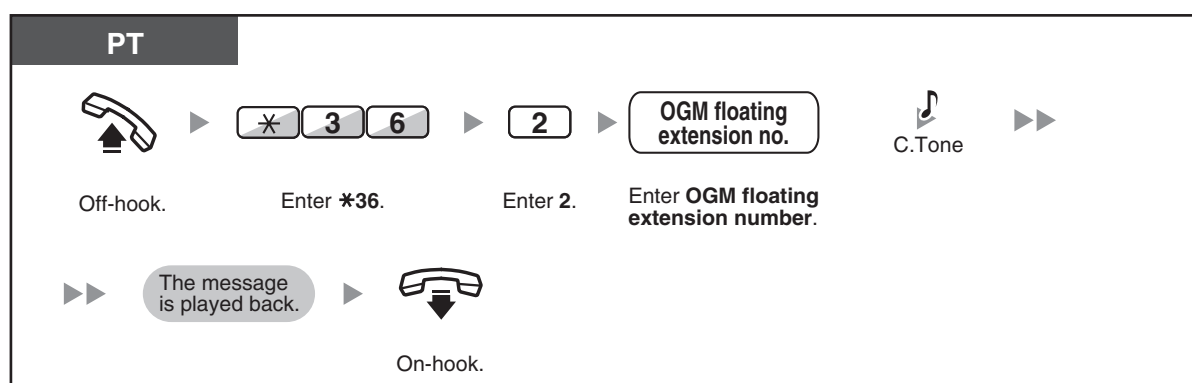 PT
✳ 3 6
2
OGM floating
extension no.
C.Tone
Off-hook.
Enter ✳36.
Enter 2.
Enter OGM floating
extension number.
The message
is played back.
On-hook.